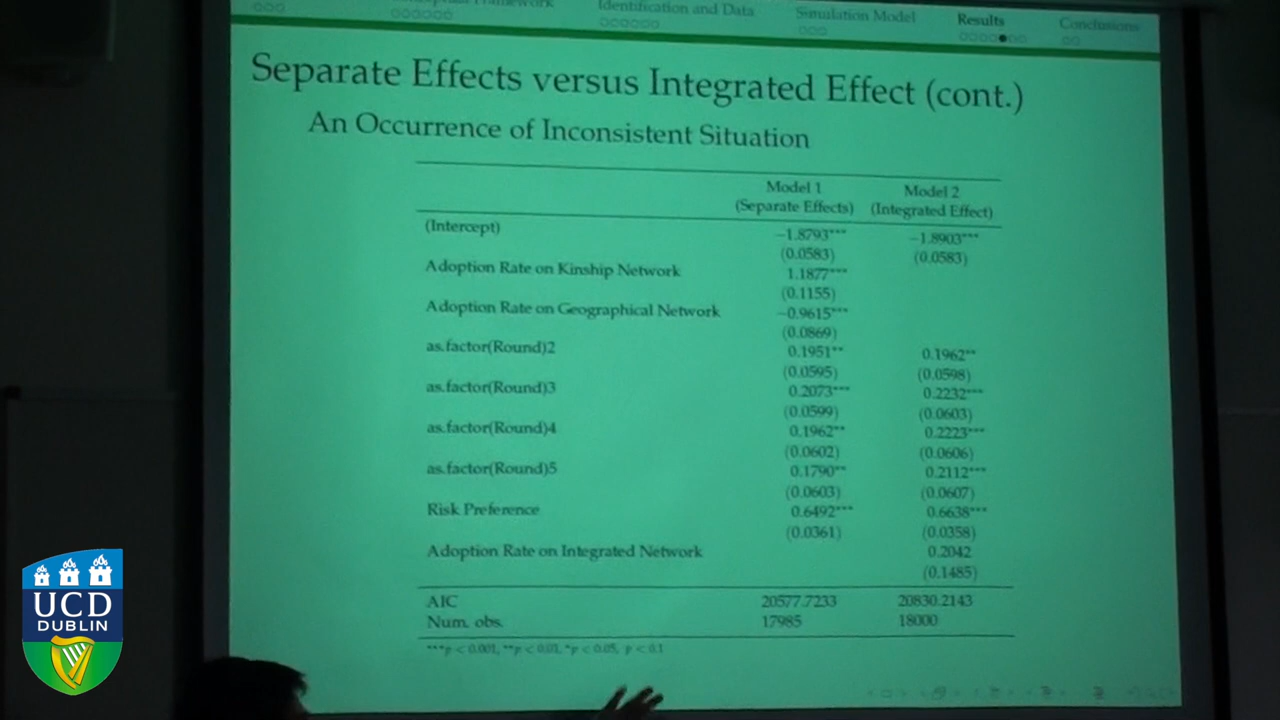 Identification and Data
Simulation Model
Results
Conclusions
Separate Effects versus Integrated Effect (cont.)
An Occurrence of Inconsistent Situation
Model 1 Model 2
(Separate Effects) (Integrated Effect)
(Intercept) −1.8793*** −1.8903***
(0.0583) (0.0583)
Adoption Rate on Kinship Network 1.1877***
(0.1155)
Adoption Rate on Geographical Network −0.9615***
(0.0869)
as.factor(Round)2 0.1951** 0.1962**
(0.0595) (0.0598)
as.factor(Round)3 0.2073*** 0.2232***
(0.0599) (0.0603)
as.factor(Round)4 0.1962** 0.2223***
(0.0602) (0.0606)
as.factor(Round)5 0.1790** 0.2112***
(0.0603) (0.0607)
Risk Preference 0.6492*** 0.6638***
(0.0361) (0.0358)
Adoption Rate on Integrated Network 0.2042
(0.1485)
AIC 20577.7233 20830.2143
Num. obs. 17985 18000
***p < 0.001, **p < 0.01, *p < 0.05, p < 0.1
UCD
DUBLIN